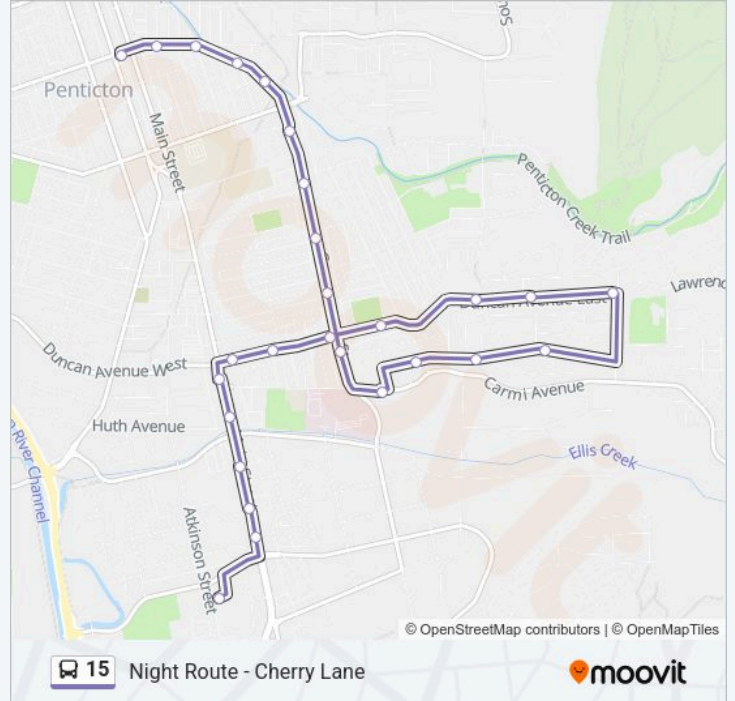 Penticton
Main Street
Penticton Creek Trail
Duncan Avenue East
Duncan Avenue West
Carmi Avenue
Huth Avenue
River Channel
Ellis Creek
Atkinson Street
© OpenStreetMap contributors | © OpenMapTiles
15 Night Route - Cherry Lane
moovit